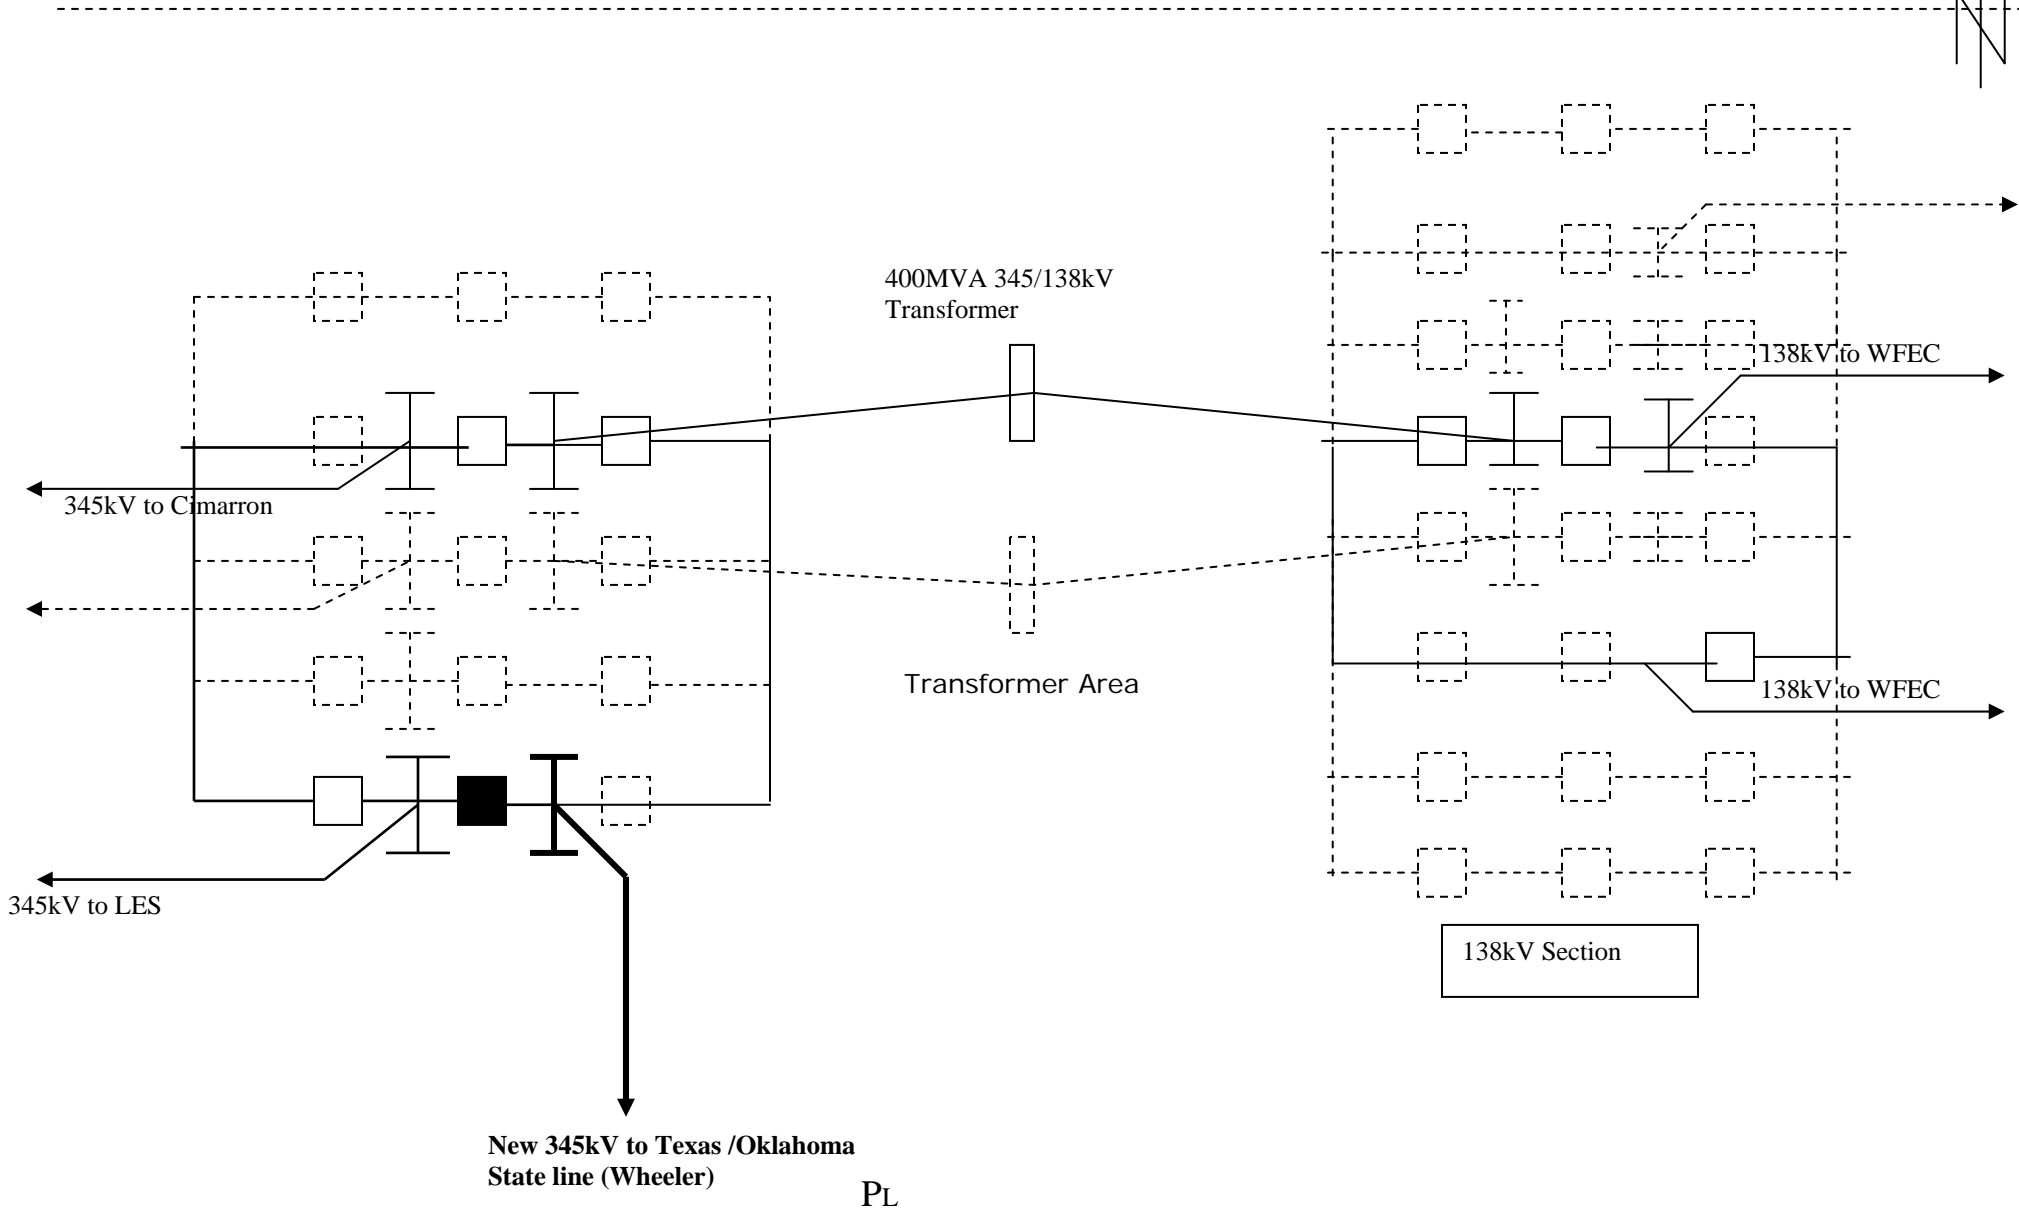 400MVA 345/138kV
Transformer
138kV to WFEC
345kV to Cimarron
Transformer Area
138kV to WFEC
345kV to LES
138kV Section
New 345kV to Texas /Oklahoma
State line (Wheeler)
PL